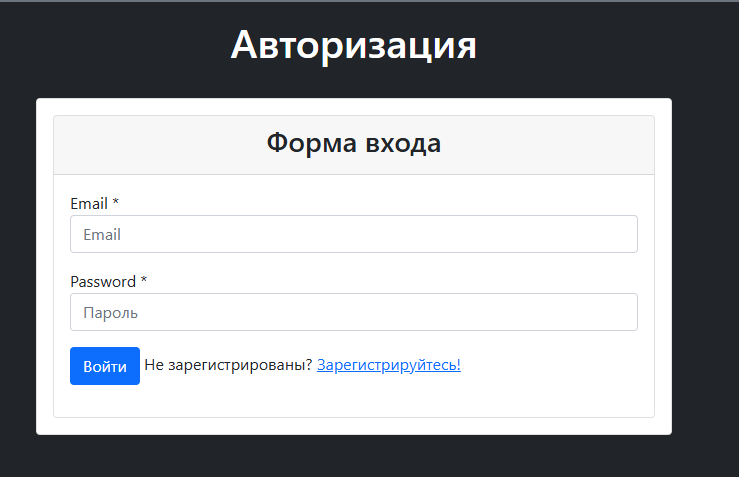 Авторизация
Форма входа
Email *
Email
Password *
Пароль
Войти Не зарегистрированы? Зарегистрируйтесь!